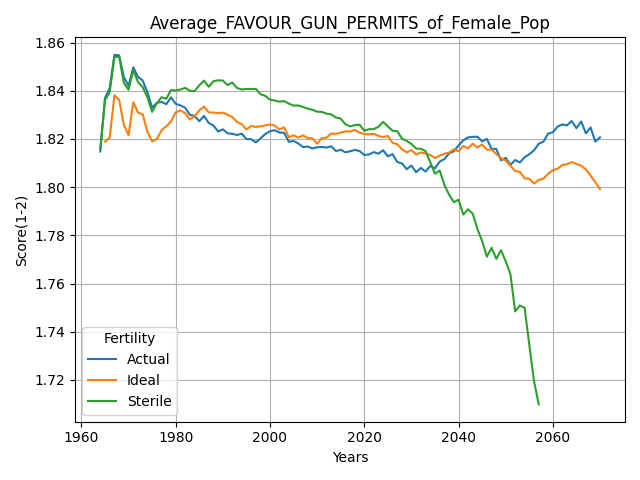 Average_FAVOUR_GUN_PERMITS_of_Female_Pop
1.86
1.84
1.82
1.80
1.78
1.76
1.74
1.72
Score(1-2)
Fertility
Actual
Ideal
Sterile
1960
1980
2000
2020
2040
2060
Years